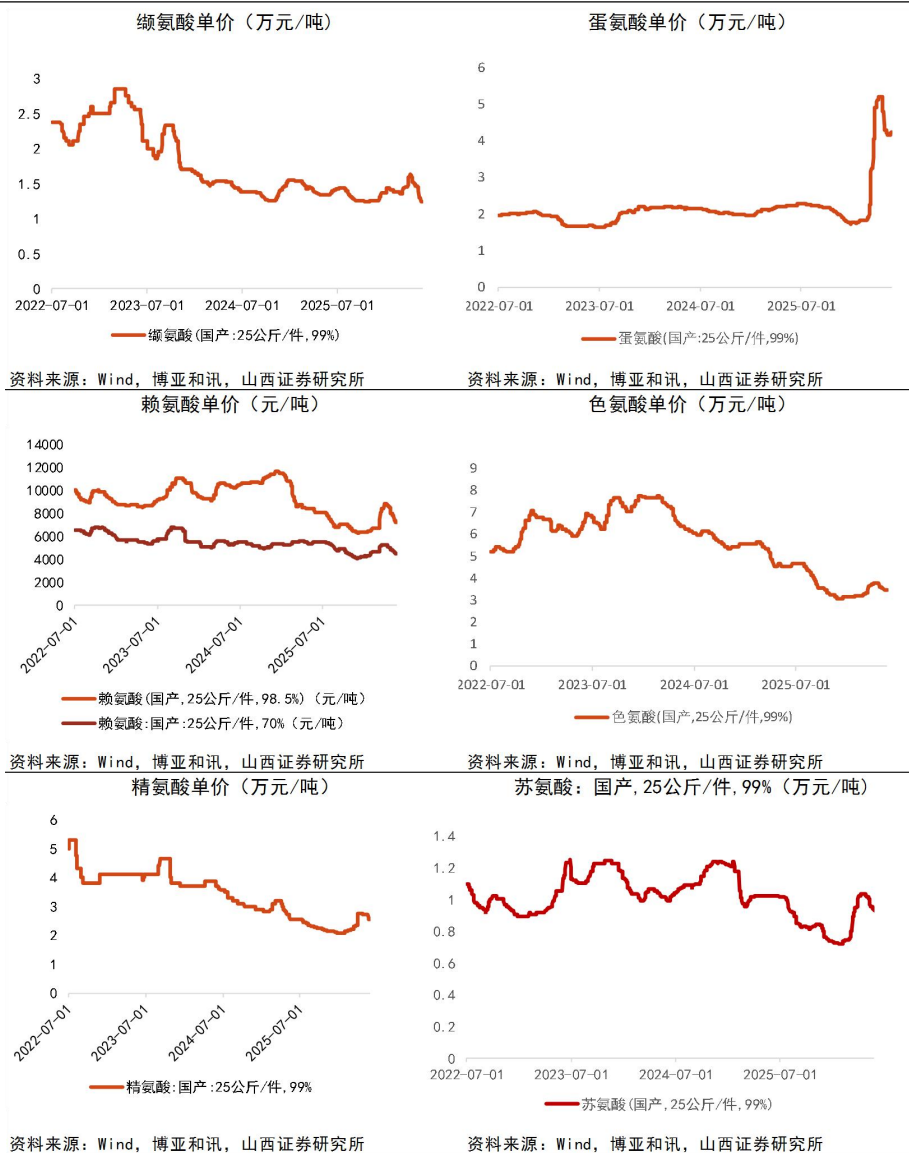 缬氨酸单价（万元/吨）
3
2.5
2
1.5
1
0.5
0
2022-07-01 2023-07-01 2024-07-01 2025-07-01
缬氨酸(国产:25公斤/件,99%)
资料来源：Wind，博亚和讯，山西证券研究所
蛋氨酸单价（万元/吨）
6
5
4
3
2
1
0
2022-07-01 2023-07-01 2024-07-01 2025-07-01
蛋氨酸(国产:25公斤/件,99%)
资料来源：Wind，博亚和讯，山西证券研究所
赖氨酸单价（元/吨）
14000
12000
10000
8000
6000
4000
2000
0
2022-07-01 2023-07-01 2024-07-01 2025-07-01
赖氨酸(国产,25公斤/件,98.5%)（元/吨）
赖氨酸:国产:25公斤/件,70%（元/吨）
资料来源：Wind，博亚和讯，山西证券研究所
色氨酸单价（万元/吨）
9
8
7
6
5
4
3
2
1
0
2022-07-01 2023-07-01 2024-07-01 2025-07-01
色氨酸(国产,25公斤/件,99%)
资料来源：Wind，博亚和讯，山西证券研究所
精氨酸单价（万元/吨）
6
5
4
3
2
1
0
2022-07-01 2023-07-01 2024-07-01 2025-07-01
精氨酸:国产:25公斤/件,99%
资料来源：Wind，博亚和讯，山西证券研究所
苏氨酸：国产,25公斤/件,99%（万元/吨）
1.4
1.2
1
0.8
0.6
0.4
0.2
0
2022-07-01 2023-07-01 2024-07-01 2025-07-01
苏氨酸(国产,25公斤/件,99%)
资料来源：Wind，博亚和讯，山西证券研究所